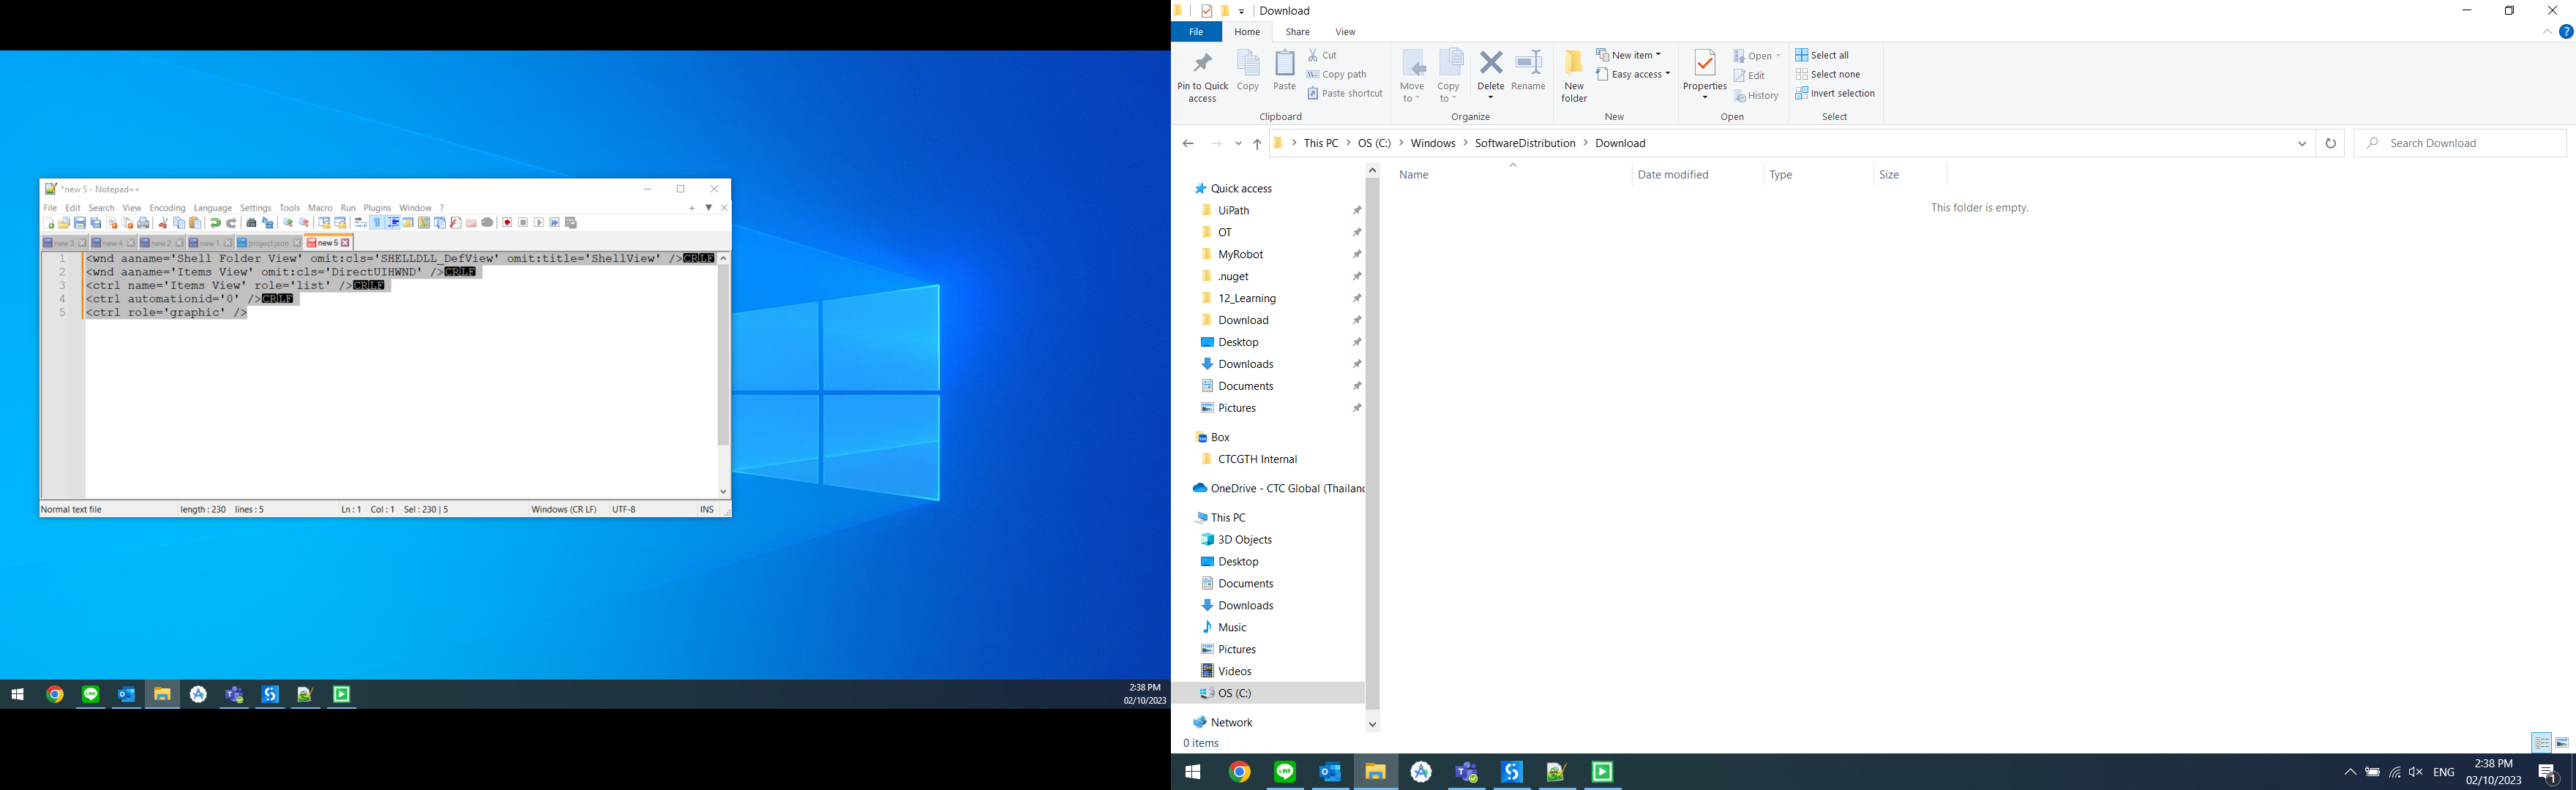 *new 5 - Notepad++
File Edit Search View Encoding Language Settings Tools Macro Run Plugins Window ?
new 3 new 4 new 2 new 1 project.json new 5
1 <wnd aaname='Shell Folder View' omit:cls='SHELLDLL_DefView' omit:title='ShellView' />CRLF
2 <wnd aaname='Items View' omit:cls='DirectUIHWND' />CRLF
3 <ctrl name='Items View' role='list' />CRLF
4 <ctrl automationid='0' />CRLF
5 <ctrl role='graphic' />
Normal text file length : 230 lines : 5 Ln : 1 Col : 1 Sel : 230 | 5 Windows (CR LF) UTF-8 INS
2:38 PM
02/10/2023
Download
File Home Share View
Pin to Quick access
Copy
Paste
Cut
Copy path
Paste shortcut
Clipboard
Move to
Copy to
Delete
Rename
Organize
New folder
New item
Easy access
New
Properties
Open
Edit
History
Open
Select all
Select none
Invert selection
Select
This PC > OS (C:) > Windows > SoftwareDistribution > Download
Search Download
Name Date modified Type Size
This folder is empty.
Quick access
UiPath
OT
MyRobot
.nuget
12_Learning
Download
Desktop
Downloads
Documents
Pictures
Box
CTCGTH Internal
OneDrive - CTC Global (Thailand
This PC
3D Objects
Desktop
Documents
Downloads
Music
Pictures
Videos
OS (C:)
Network
0 items
LINE
ENG
2:38 PM
02/10/2023
1